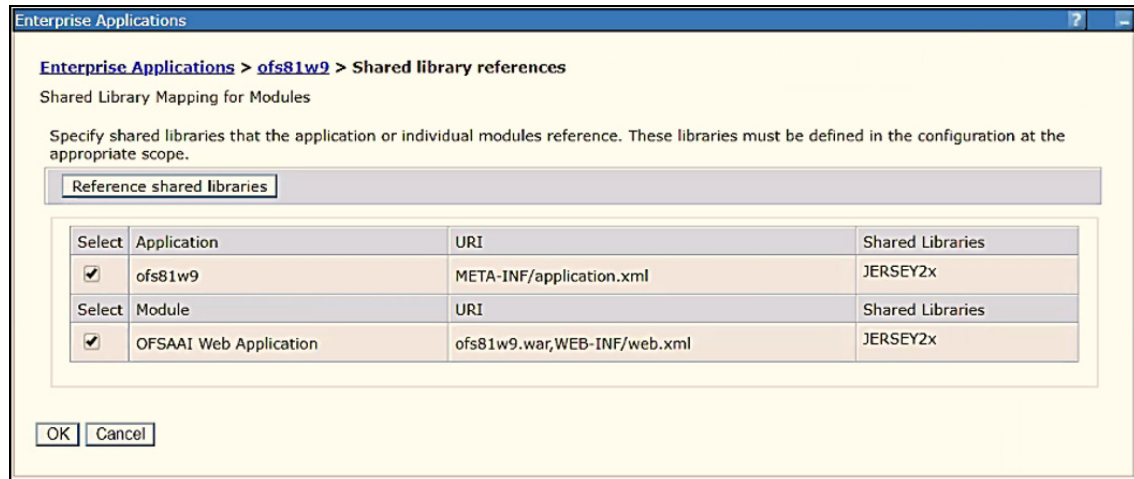 Enterprise Applications ? –
Enterprise Applications > ofs81w9 > Shared library references
Shared Library Mapping for Modules
Specify shared libraries that the application or individual modules reference. These libraries must be defined in the configuration at the
appropriate scope.
Reference shared libraries
Select Application URI Shared Libraries
ofs81w9 META-INF/application.xml JERSEY2x
Select Module URI Shared Libraries
OFSAAI Web Application ofs81w9.war,WEB-INF/web.xml JERSEY2x
OK Cancel